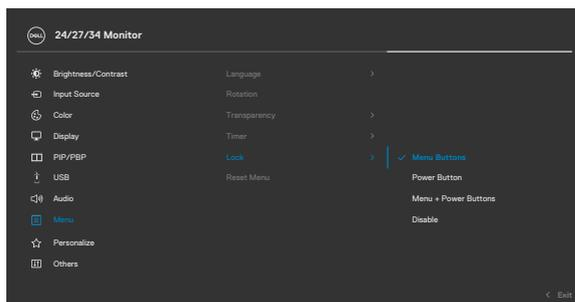 DELL 24/27/34 Monitor
Brightness/Contrast Language
Input Source Rotation
Color Transparency
Display Timer
PIP/PBP Lock Menu Buttons
USB Reset Menu Power Button
Audio Menu + Power Buttons
Menu Disable
Personalize
Others
Exit